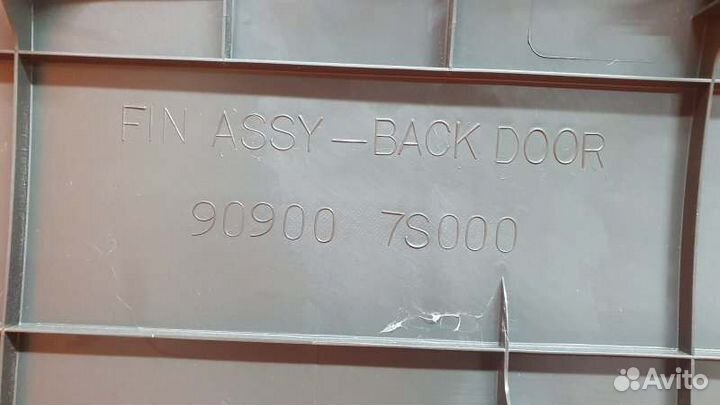 FIN ASSY-BACK DOOR
90900 7S000
Avito